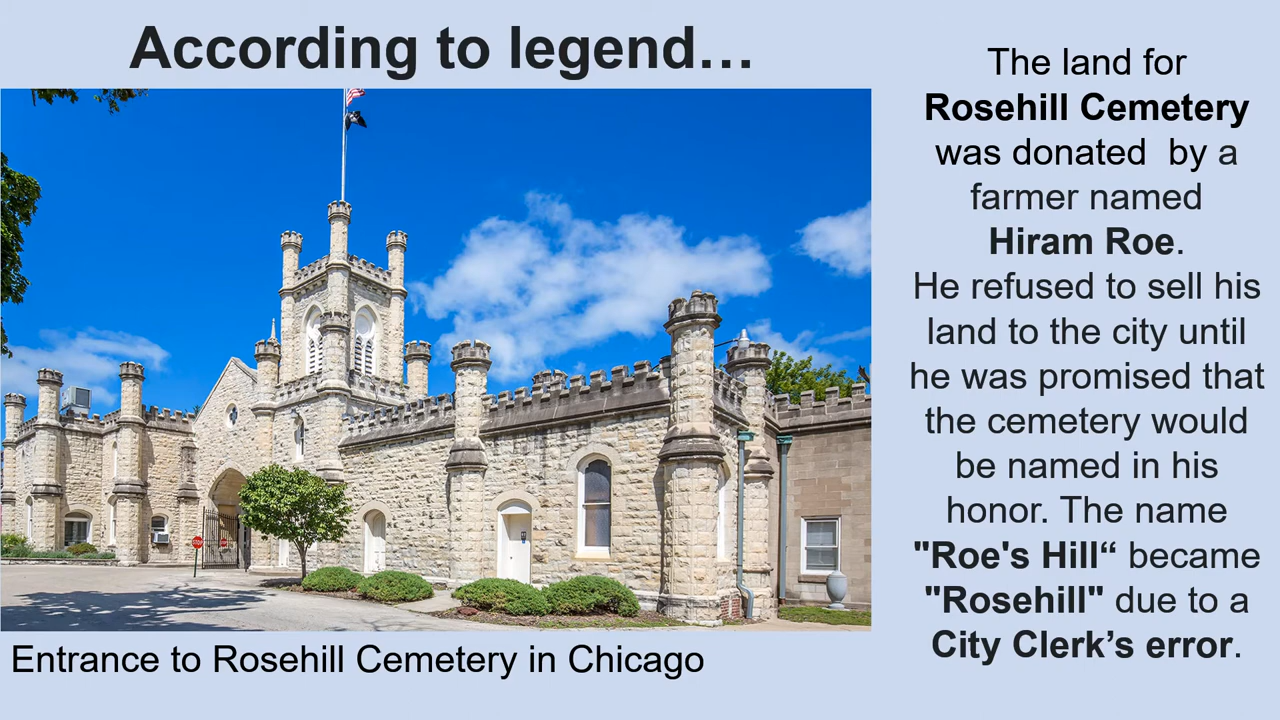 According to legend…
The land for
Rosehill Cemetery
was donated  by a
farmer named
Hiram Roe.
He refused to sell his
land to the city until
he was promised that
the cemetery would
be named in his
honor. The name
"Roe's Hill“ became
"Rosehill" due to a
City Clerk’s error.
STOP
Entrance to Rosehill Cemetery in Chicago